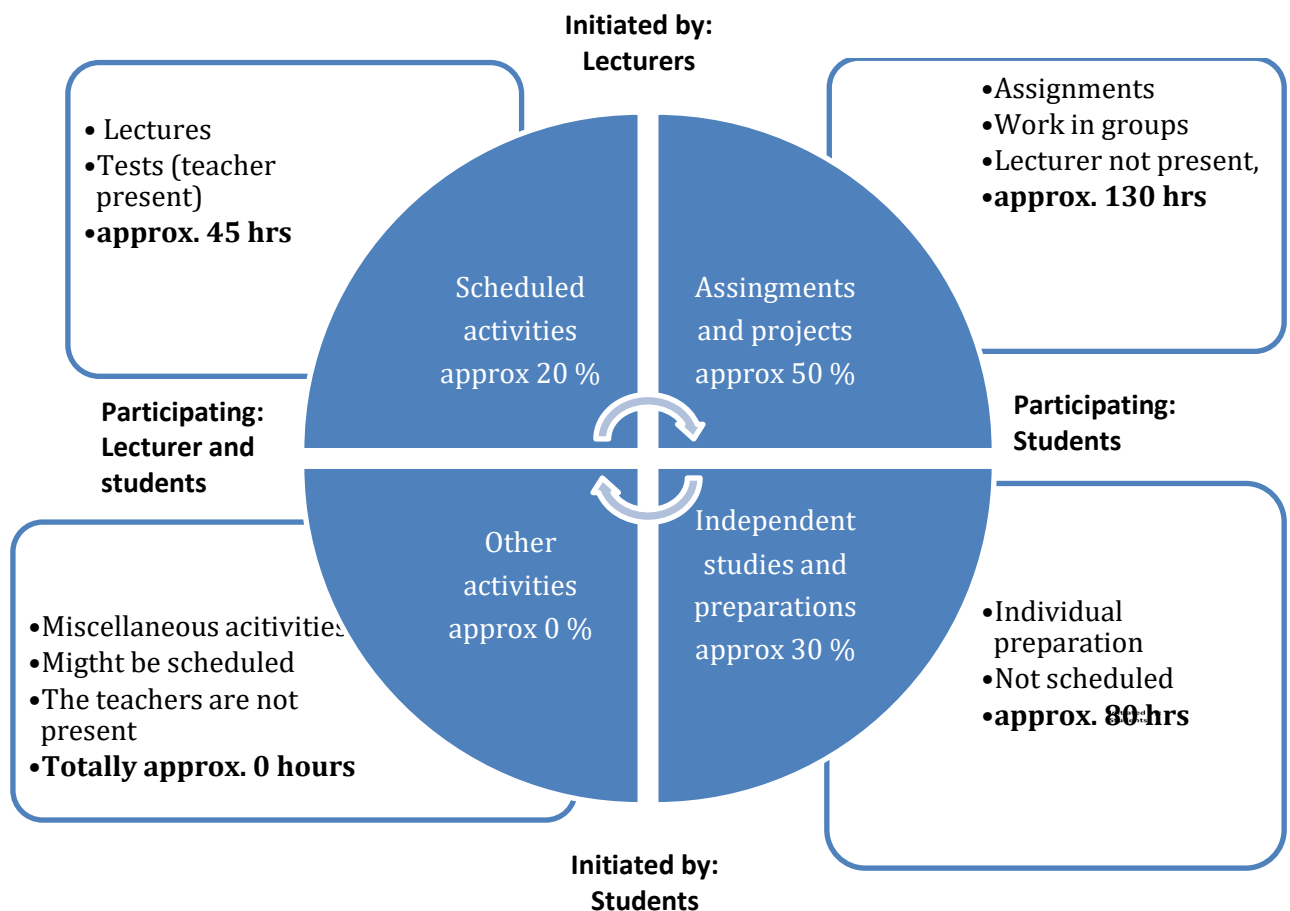 Initiated by:
Lecturers
• Lectures
•Tests (teacher
present)
•approx. 45 hrs
•Assignments
•Work in groups
•Lecturer not present,
•approx. 130 hrs
Scheduled
activities
approx 20 %
Assingments
and projects
approx 50 %
Participating:
Lecturer and
students
Participating:
Students
Other
activities
approx 0 %
Independent
studies and
preparations
approx 30 %
•Miscellaneous acitivities
•Migtht be scheduled
•The teachers are not
present
•Totally approx. 0 hours
•Individual
preparation
•Not scheduled
•approx. 80 hrs
Initiated by:
Students